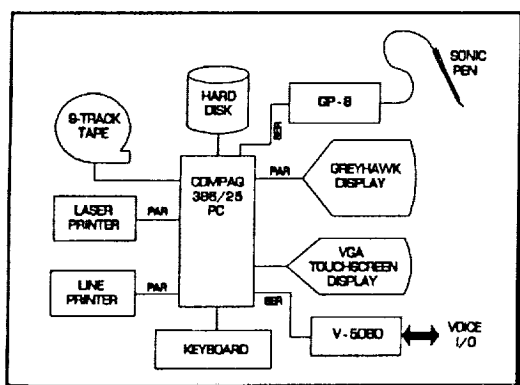 SONIC
PEN
HARD
DISK
GP-8
SER
9-TRACK
TAPE
COMPAQ
386/25
PC
PAR
GREYHAWK
DISPLAY
LASER
PRINTER
PAR
VGA
TOUCHSCREEN
DISPLAY
LINE
PRINTER
PAR
SER
KEYBOARD
V-5080
VOICE
I/O